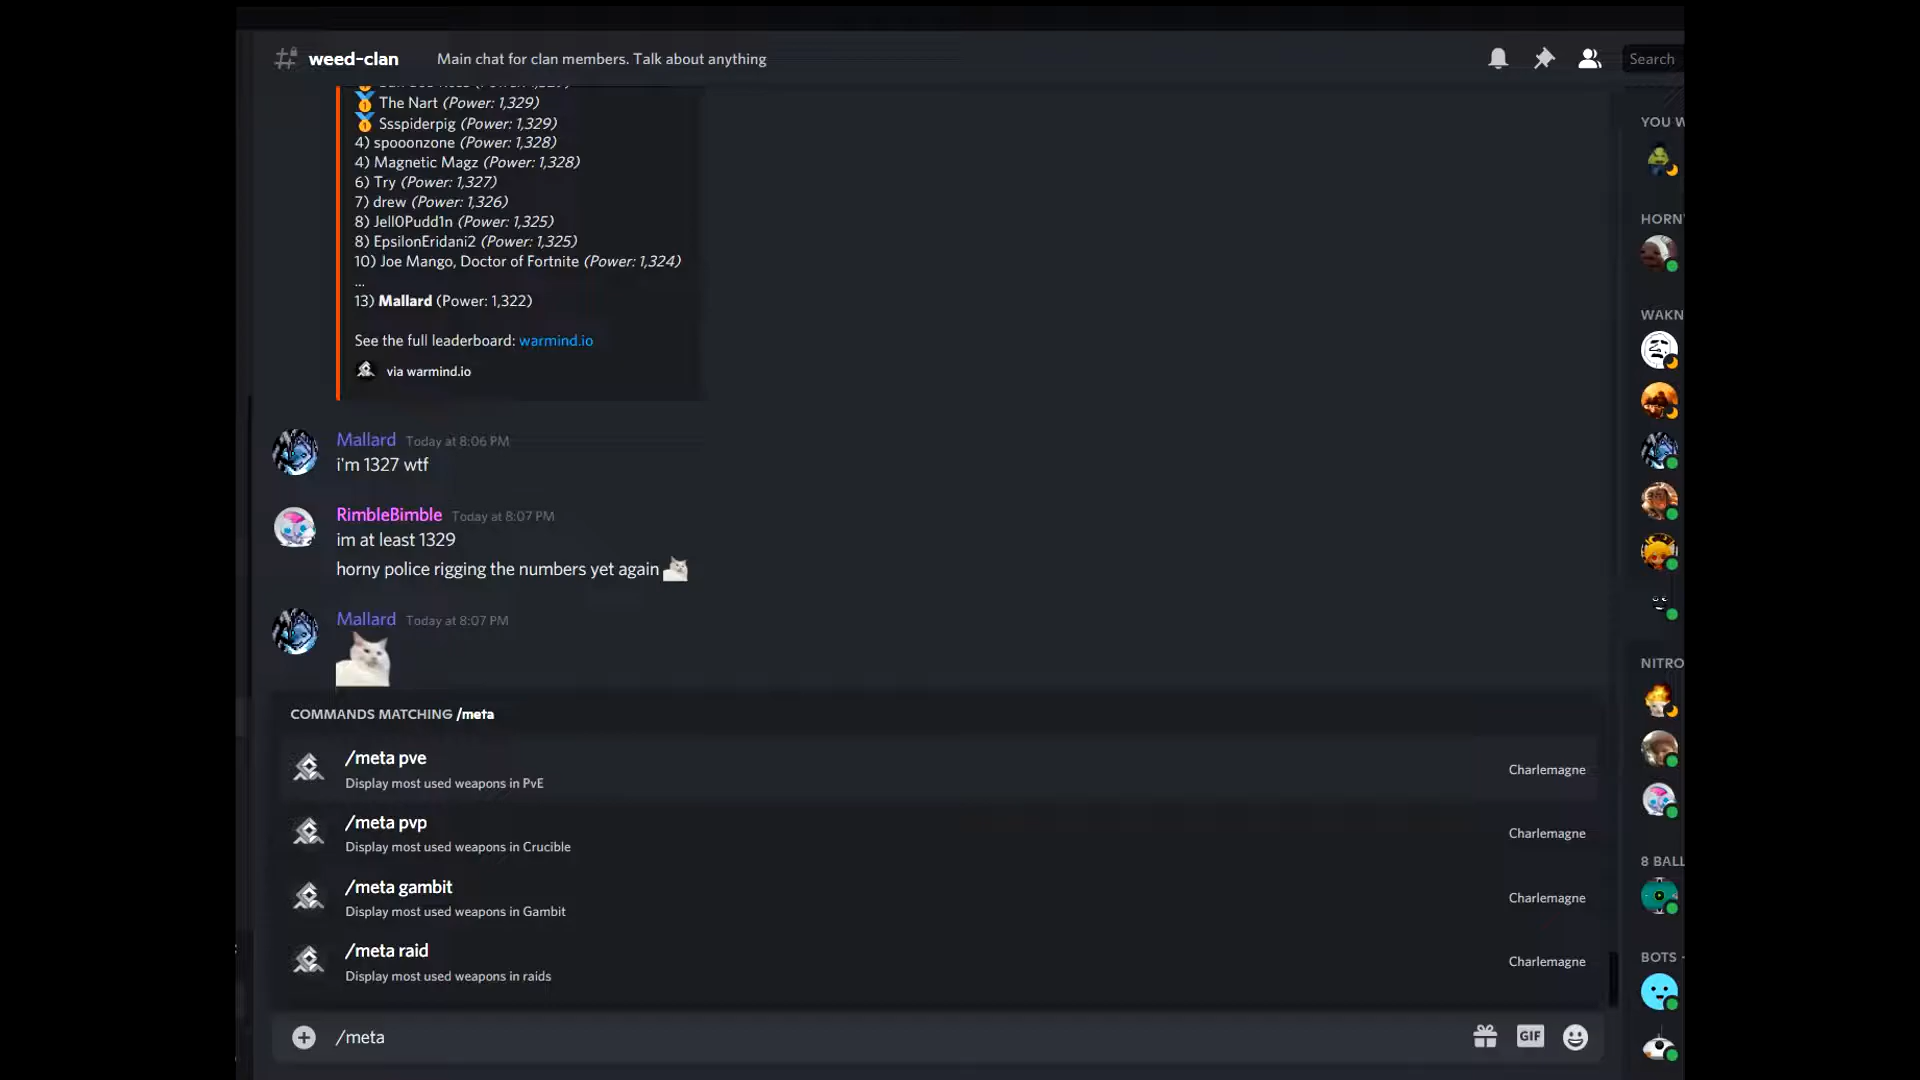 weed-clan Main chat for clan members. Talk about anything
Search
The Nart (Power: 1,329)
Ssspiderpig (Power: 1,329)
4) spooonzone (Power: 1,328)
4) Magnetic Magz (Power: 1,328)
6) Try (Power: 1,327)
7) drew (Power: 1,326)
8) Jell0Pudd1n (Power: 1,325)
8) EpsilonEridani2 (Power: 1,325)
10) Joe Mango, Doctor of Fortnite (Power: 1,324)
...
13) Mallard (Power: 1,322)
See the full leaderboard: warmind.io
via warmind.io
Mallard Today at 8:06 PM
i'm 1327 wtf
RimbleBimble Today at 8:07 PM
im at least 1329
horny police rigging the numbers yet again
Mallard Today at 8:07 PM
COMMANDS MATCHING /meta
/meta pve
Display most used weapons in PvE
Charlemagne
/meta pvp
Display most used weapons in Crucible
Charlemagne
/meta gambit
Display most used weapons in Gambit
Charlemagne
/meta raid
Display most used weapons in raids
Charlemagne
/meta
GIF
YOU W
HORNY
WAKN
NITRO
8 BALL
BOTS -